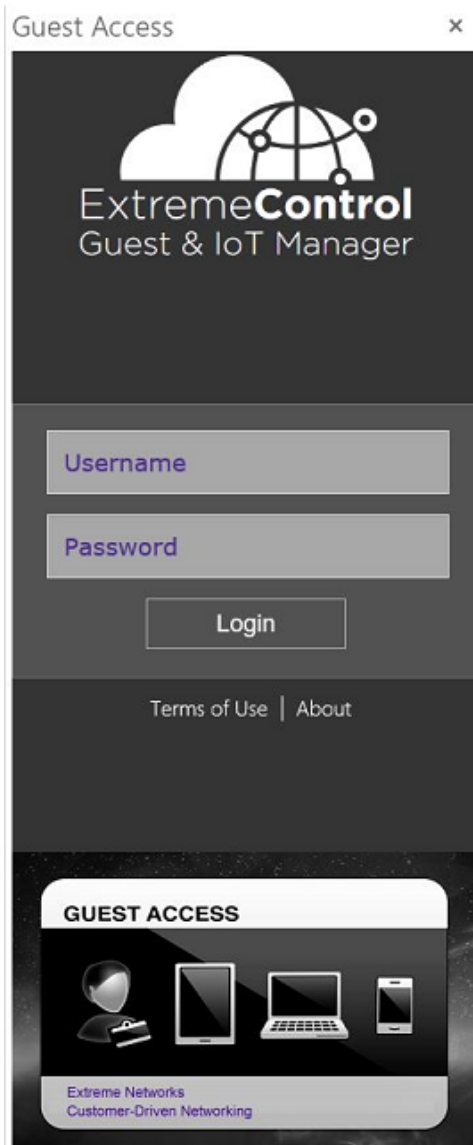 Guest Access
ExtremeControl
Guest & IoT Manager
Username
Password
Login
Terms of Use | About
GUEST ACCESS
Extreme Networks
Customer-Driven Networking